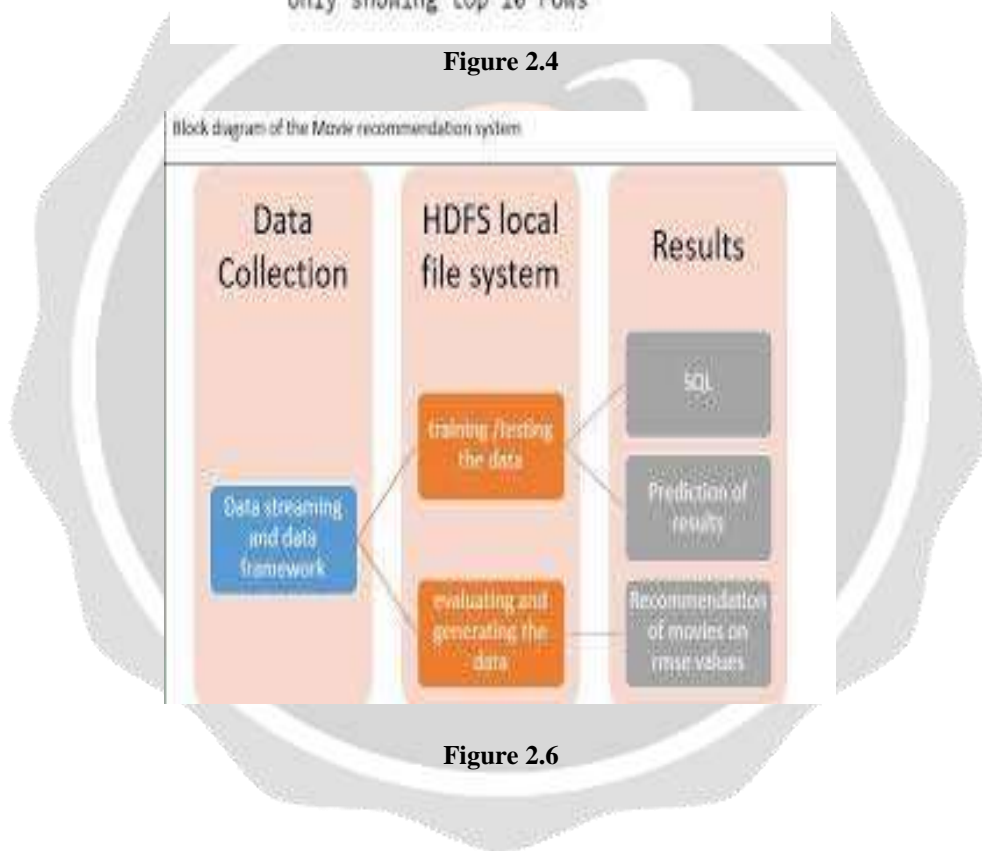 only showing top 10 rows
Figure 2.4
Block diagram of the Movie recommendation system
Data
Collection
HDFS local
file system
Results
Data streaming
and data
framework
training /testing
the data
evaluating and
generating the
data
SQL
Prediction of
results
Recommendation
of movies on
rmse values
Figure 2.6